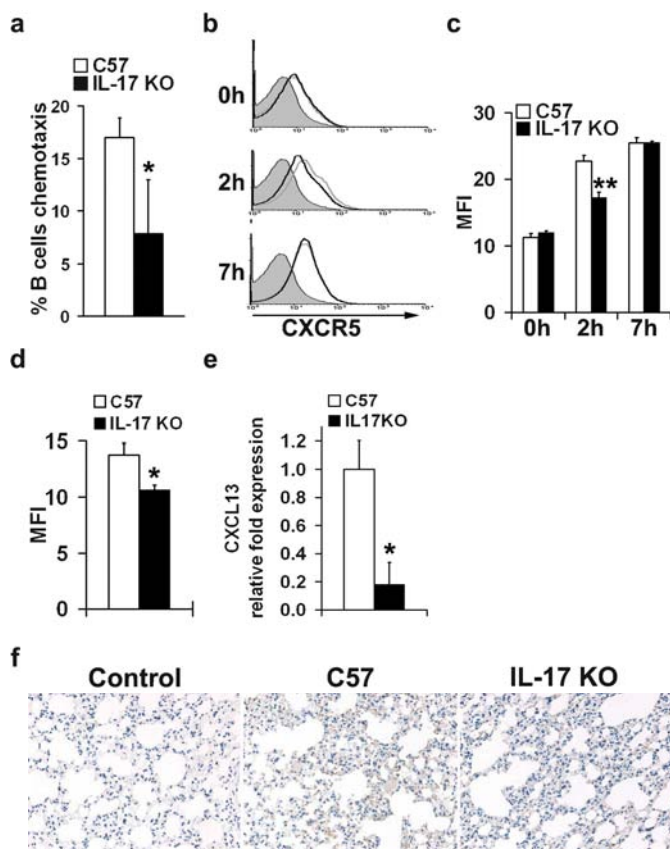 a
C57
IL-17 KO
20
15
10
5
0
% B cells chemotaxis
*
b
0h
2h
7h
CXCR5
c
C57
IL-17 KO
30
20
10
0
MFI
**
0h 2h 7h
d
C57
IL-17 KO
15
10
5
0
MFI
*
e
C57
IL17KO
1.2
1.0
0.8
0.6
0.4
0.2
0.0
CXCL13
relative fold expression
*
f
Control C57 IL-17 KO